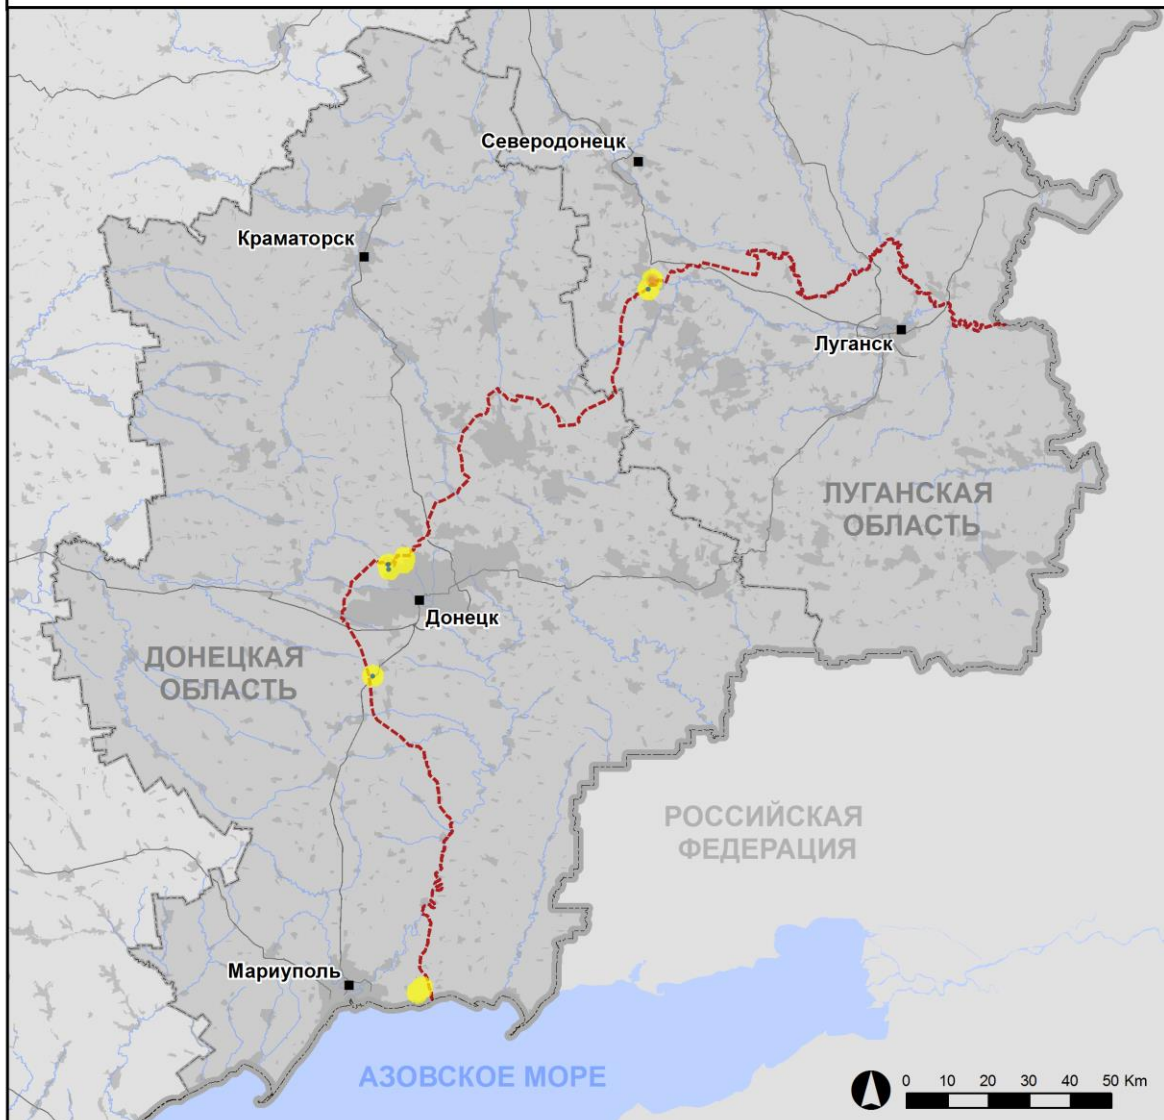 Северодонецк
Краматорск
Луганск
ЛУГАНСКАЯ
ОБЛАСТЬ
Донецк
ДОНЕЦКАЯ
ОБЛАСТЬ
РОССИЙСКАЯ
ФЕДЕРАЦИЯ
Мариуполь
АЗОВСКОЕ МОРЕ
0 10 20 30 40 50 Km